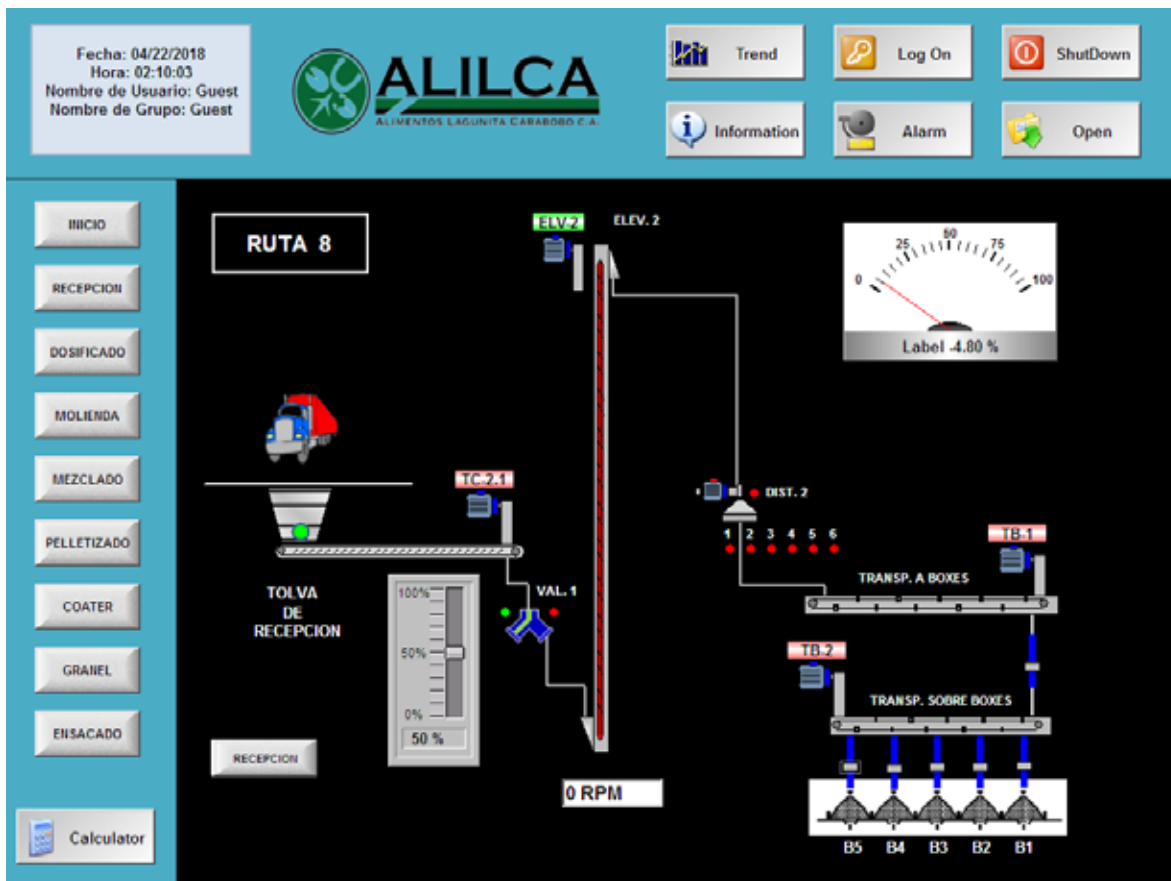 Fecha: 04/22/2018
Hora: 02:10:03
Nombre de Usuario: Guest
Nombre de Grupo: Guest
ALILCA
ALIMENTOS LAGUNITA CARABOBO C.A.
Trend
Log On
ShutDown
Information
Alarm
Open
INICIO
RECEPCION
DOSIFICADO
MOLIENDA
MEZCLADO
PELLETIZADO
COATER
GRANEL
ENSACADO
Calculator
RUTA 8
ELV-2
ELEV. 2
0 25 50 75 100
Label -4.80 %
TC-2.1
DIST. 2
1 2 3 4 5 6
TB-1
TRANSP. A BOXES
TOLVA
DE
RECEPCION
100%
50%
0%
50 %
VAL. 1
TB-2
TRANSP. SOBRE BOXES
RECEPCION
0 RPM
B5 B4 B3 B2 B1